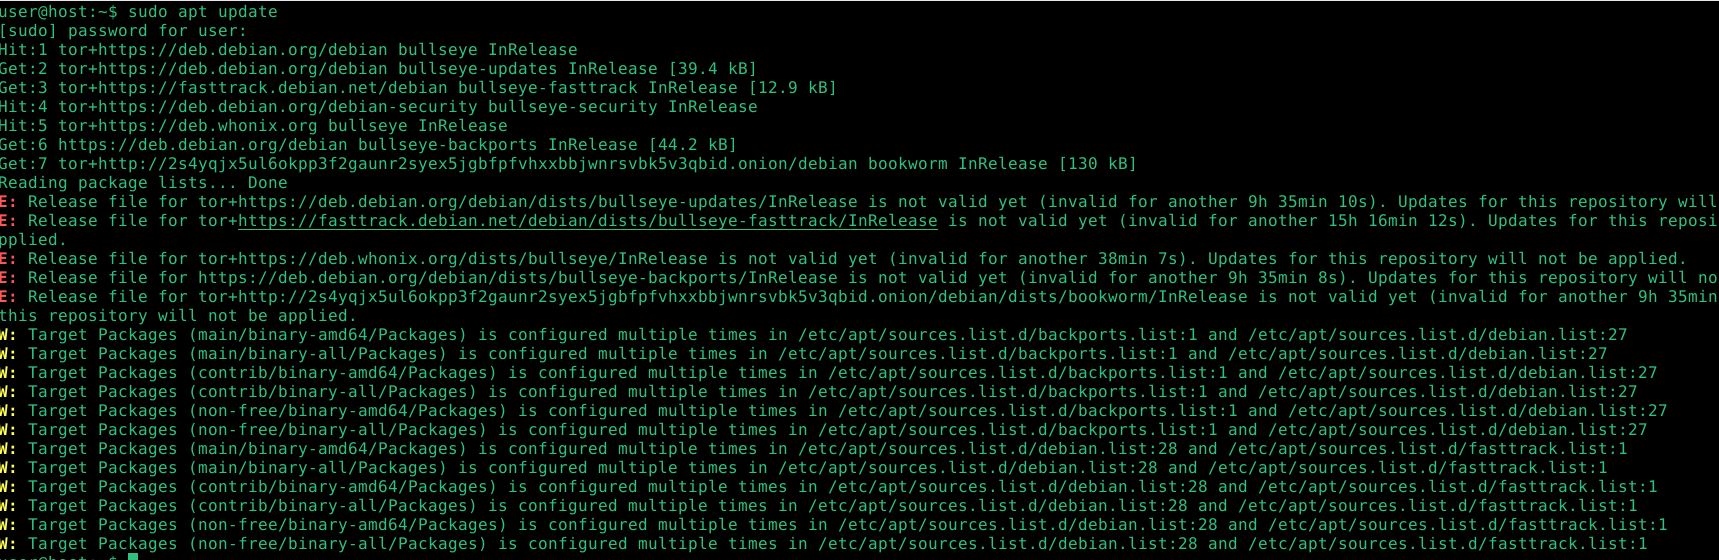 user@host:~$ sudo apt update
[sudo] password for user:
Hit:1 tor+https://deb.debian.org/debian bullseye InRelease
Get:2 tor+https://deb.debian.org/debian bullseye-updates InRelease [39.4 kB]
Get:3 tor+https://fasttrack.debian.net/debian bullseye-fasttrack InRelease [12.9 kB]
Hit:4 tor+https://deb.debian.org/debian-security bullseye-security InRelease
Hit:5 tor+https://deb.whonix.org bullseye InRelease
Get:6 https://deb.debian.org/debian bullseye-backports InRelease [44.2 kB]
Get:7 tor+http://2s4yqjx5ul6okpp3f2gaunr2syex5jgbfpfvhxxbbjwnrsvbk5v3qbid.onion/debian bookworm InRelease [130 kB]
Reading package lists... Done
E: Release file for tor+https://deb.debian.org/debian/dists/bullseye-updates/InRelease is not valid yet (invalid for another 9h 35min 10s). Updates for this repository will
E: Release file for tor+https://fasttrack.debian.net/debian/dists/bullseye-fasttrack/InRelease is not valid yet (invalid for another 15h 16min 12s). Updates for this reposi
pplied.
E: Release file for tor+https://deb.whonix.org/dists/bullseye/InRelease is not valid yet (invalid for another 38min 7s). Updates for this repository will not be applied.
E: Release file for https://deb.debian.org/debian/dists/bullseye-backports/InRelease is not valid yet (invalid for another 9h 35min 8s). Updates for this repository will no
E: Release file for tor+http://2s4yqjx5ul6okpp3f2gaunr2syex5jgbfpfvhxxbbjwnrsvbk5v3qbid.onion/debian/dists/bookworm/InRelease is not valid yet (invalid for another 9h 35min
this repository will not be applied.
W: Target Packages (main/binary-amd64/Packages) is configured multiple times in /etc/apt/sources.list.d/backports.list:1 and /etc/apt/sources.list.d/debian.list:27
W: Target Packages (main/binary-all/Packages) is configured multiple times in /etc/apt/sources.list.d/backports.list:1 and /etc/apt/sources.list.d/debian.list:27
W: Target Packages (contrib/binary-amd64/Packages) is configured multiple times in /etc/apt/sources.list.d/backports.list:1 and /etc/apt/sources.list.d/debian.list:27
W: Target Packages (contrib/binary-all/Packages) is configured multiple times in /etc/apt/sources.list.d/backports.list:1 and /etc/apt/sources.list.d/debian.list:27
W: Target Packages (non-free/binary-amd64/Packages) is configured multiple times in /etc/apt/sources.list.d/backports.list:1 and /etc/apt/sources.list.d/debian.list:27
W: Target Packages (non-free/binary-all/Packages) is configured multiple times in /etc/apt/sources.list.d/backports.list:1 and /etc/apt/sources.list.d/debian.list:27
W: Target Packages (main/binary-amd64/Packages) is configured multiple times in /etc/apt/sources.list.d/debian.list:28 and /etc/apt/sources.list.d/fasttrack.list:1
W: Target Packages (main/binary-all/Packages) is configured multiple times in /etc/apt/sources.list.d/debian.list:28 and /etc/apt/sources.list.d/fasttrack.list:1
W: Target Packages (contrib/binary-amd64/Packages) is configured multiple times in /etc/apt/sources.list.d/debian.list:28 and /etc/apt/sources.list.d/fasttrack.list:1
W: Target Packages (contrib/binary-all/Packages) is configured multiple times in /etc/apt/sources.list.d/debian.list:28 and /etc/apt/sources.list.d/fasttrack.list:1
W: Target Packages (non-free/binary-amd64/Packages) is configured multiple times in /etc/apt/sources.list.d/debian.list:28 and /etc/apt/sources.list.d/fasttrack.list:1
W: Target Packages (non-free/binary-all/Packages) is configured multiple times in /etc/apt/sources.list.d/debian.list:28 and /etc/apt/sources.list.d/fasttrack.list:1
user@host:~$